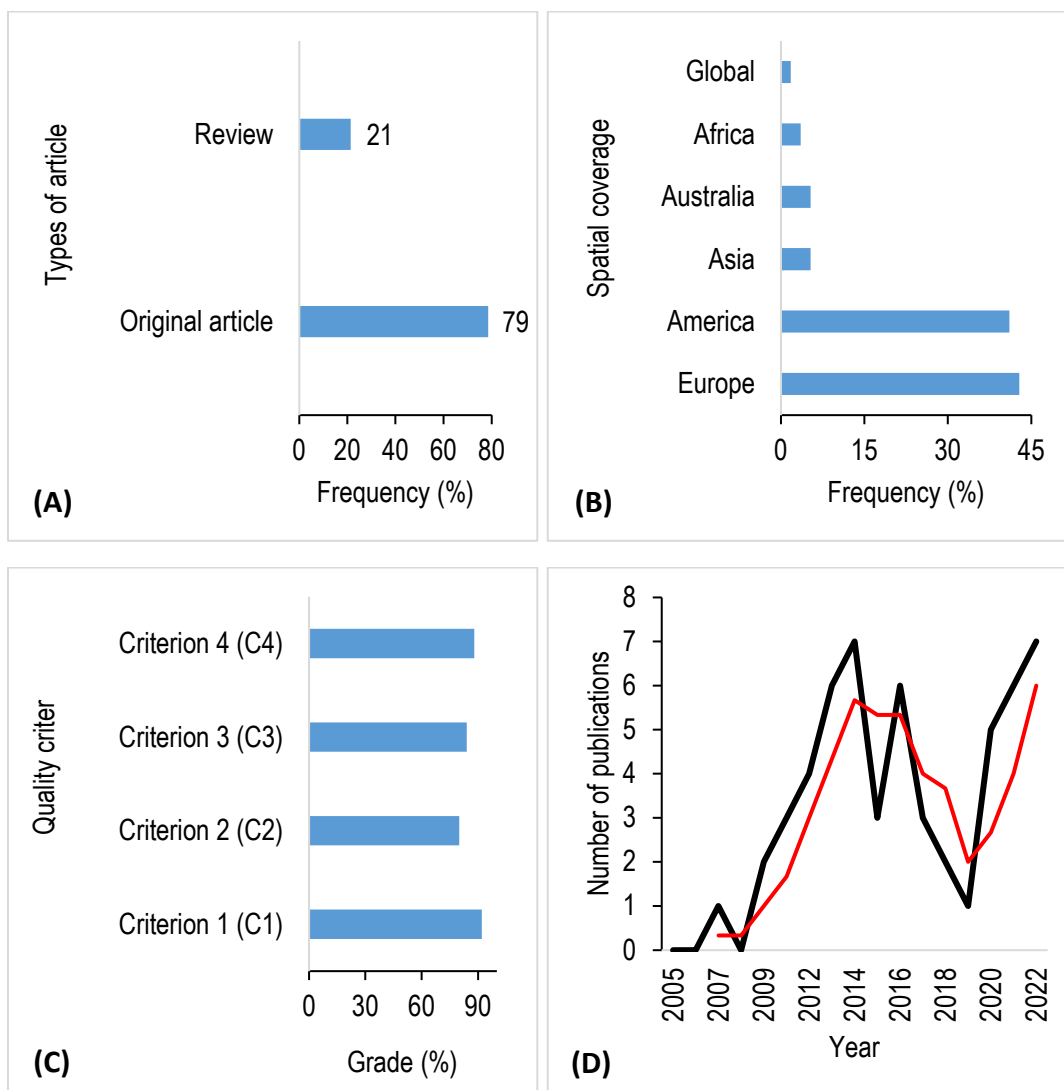 Types of article
Review
21
Original article
79
0 20 40 60 80
Frequency (%)
(A)
Spatial coverage
Global
Africa
Australia
Asia
America
Europe
0 15 30 45
Frequency (%)
(B)
Quality criter
Criterion 4 (C4)
Criterion 3 (C3)
Criterion 2 (C2)
Criterion 1 (C1)
0 30 60 90
Grade (%)
(C)
Number of publications
8
7
6
5
4
3
2
1
0
2005 2007 2009 2012 2014 2016 2018 2020 2022
Year
(D)